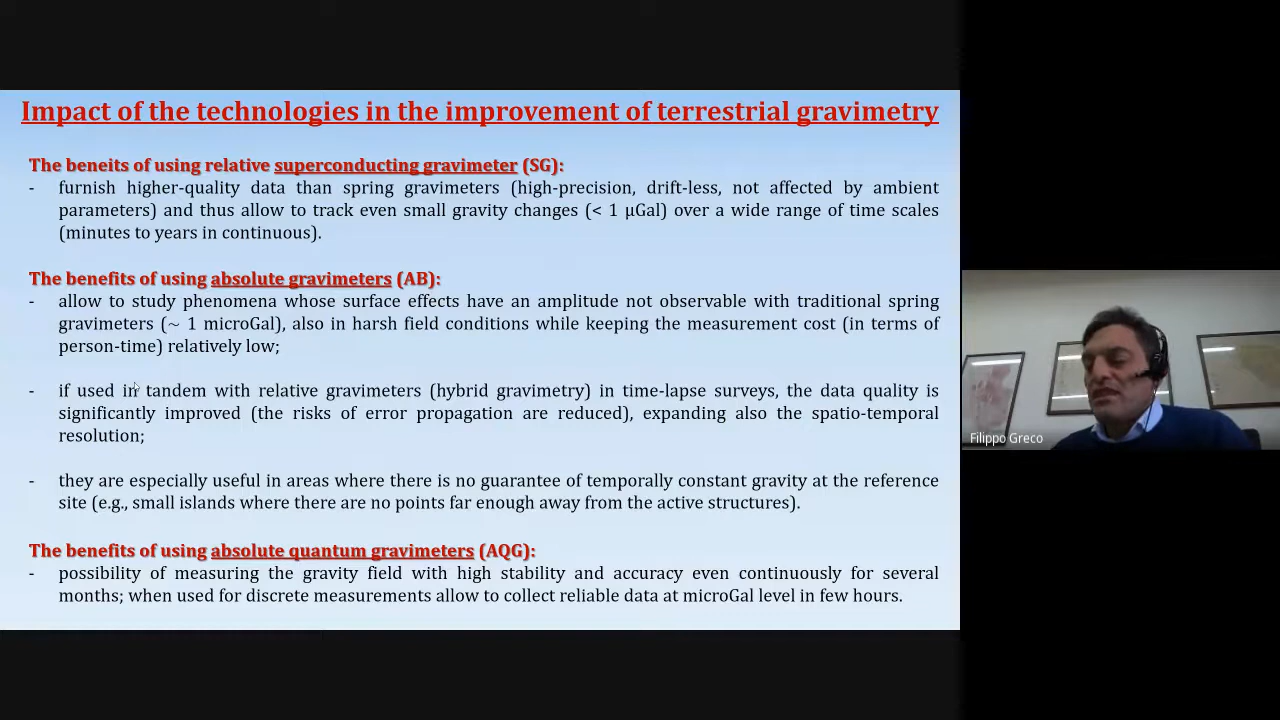 Impact of the technologies in the improvement of terrestrial gravimetry
The beneits of using relative superconducting gravimeter (SG):
- furnish higher-quality data than spring gravimeters (high-precision, drift-less, not affected by ambient
parameters) and thus allow to track even small gravity changes (< 1 μGal) over a wide range of time scales
(minutes to years in continuous).
The benefits of using absolute gravimeters (AB):
- allow to study phenomena whose surface effects have an amplitude not observable with traditional spring
gravimeters (~ 1 microGal), also in harsh field conditions while keeping the measurement cost (in terms of
person-time) relatively low;
- if used in tandem with relative gravimeters (hybrid gravimetry) in time-lapse surveys, the data quality is
significantly improved (the risks of error propagation are reduced), expanding also the spatio-temporal
resolution;
- they are especially useful in areas where there is no guarantee of temporally constant gravity at the reference
site (e.g., small islands where there are no points far enough away from the active structures).
The benefits of using absolute quantum gravimeters (AQG):
- possibility of measuring the gravity field with high stability and accuracy even continuously for several
months; when used for discrete measurements allow to collect reliable data at microGal level in few hours.
Filippo Greco